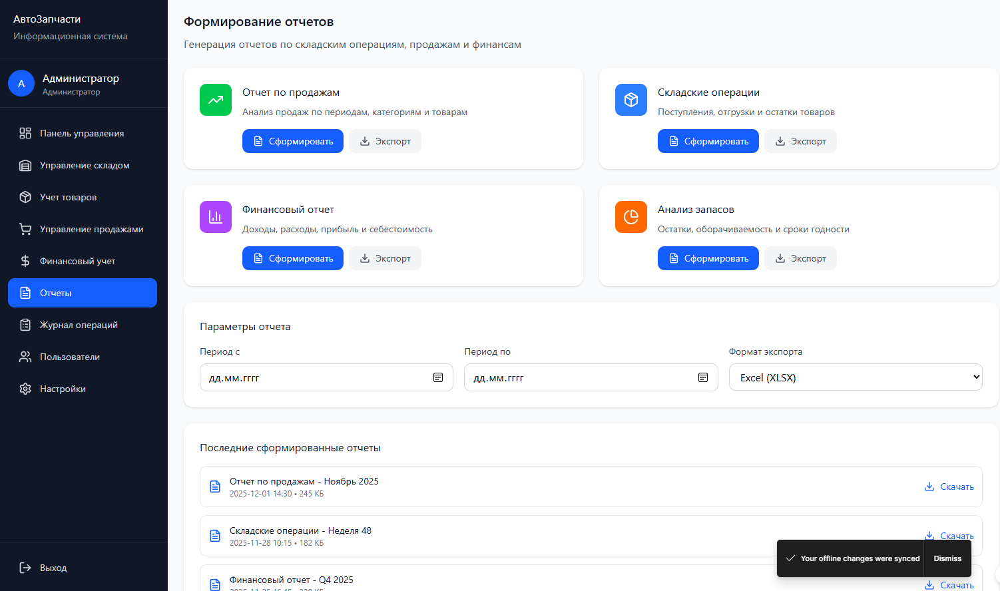 АвтоЗапчасти
Информационная система
А
Администратор
Администратор
Панель управления
Управление складом
Учет товаров
Управление продажами
Финансовый учет
Отчеты
Журнал операций
Пользователи
Настройки
Выход
Формирование отчетов
Генерация отчетов по складским операциям, продажам и финансам
Отчет по продажам
Анализ продаж по периодам, категориям и товарам
Сформировать
Экспорт
Складские операции
Поступления, отгрузки и остатки товаров
Сформировать
Экспорт
Финансовый отчет
Доходы, расходы, прибыль и себестоимость
Сформировать
Экспорт
Анализ запасов
Остатки, оборачиваемость и сроки годности
Сформировать
Экспорт
Параметры отчета
Период с
Период по
Формат экспорта
дд.мм.гггг
дд.мм.гггг
Excel (XLSX)
Последние сформированные отчеты
Отчет по продажам - Ноябрь 2025
2025-12-01 14:30 • 245 КБ
Скачать
Складские операции - Неделя 48
2025-11-28 10:15 • 182 КБ
Скачать
Your offline changes were synced
Dismiss
Финансовый отчет - Q4 2025
Скачать